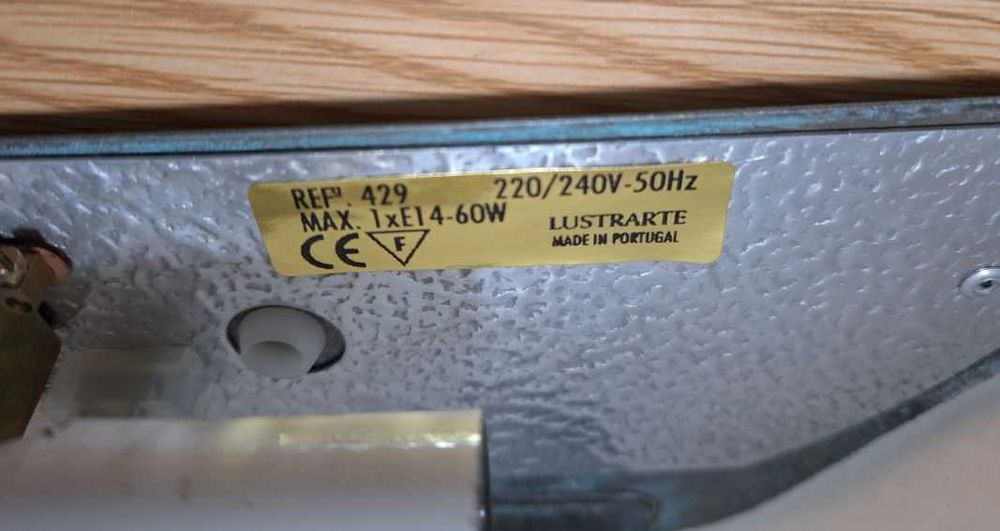 REFª. 429 220/240V-50Hz
MAX. 1xE14-60W LUSTRARTE
CE F MADE IN PORTUGAL